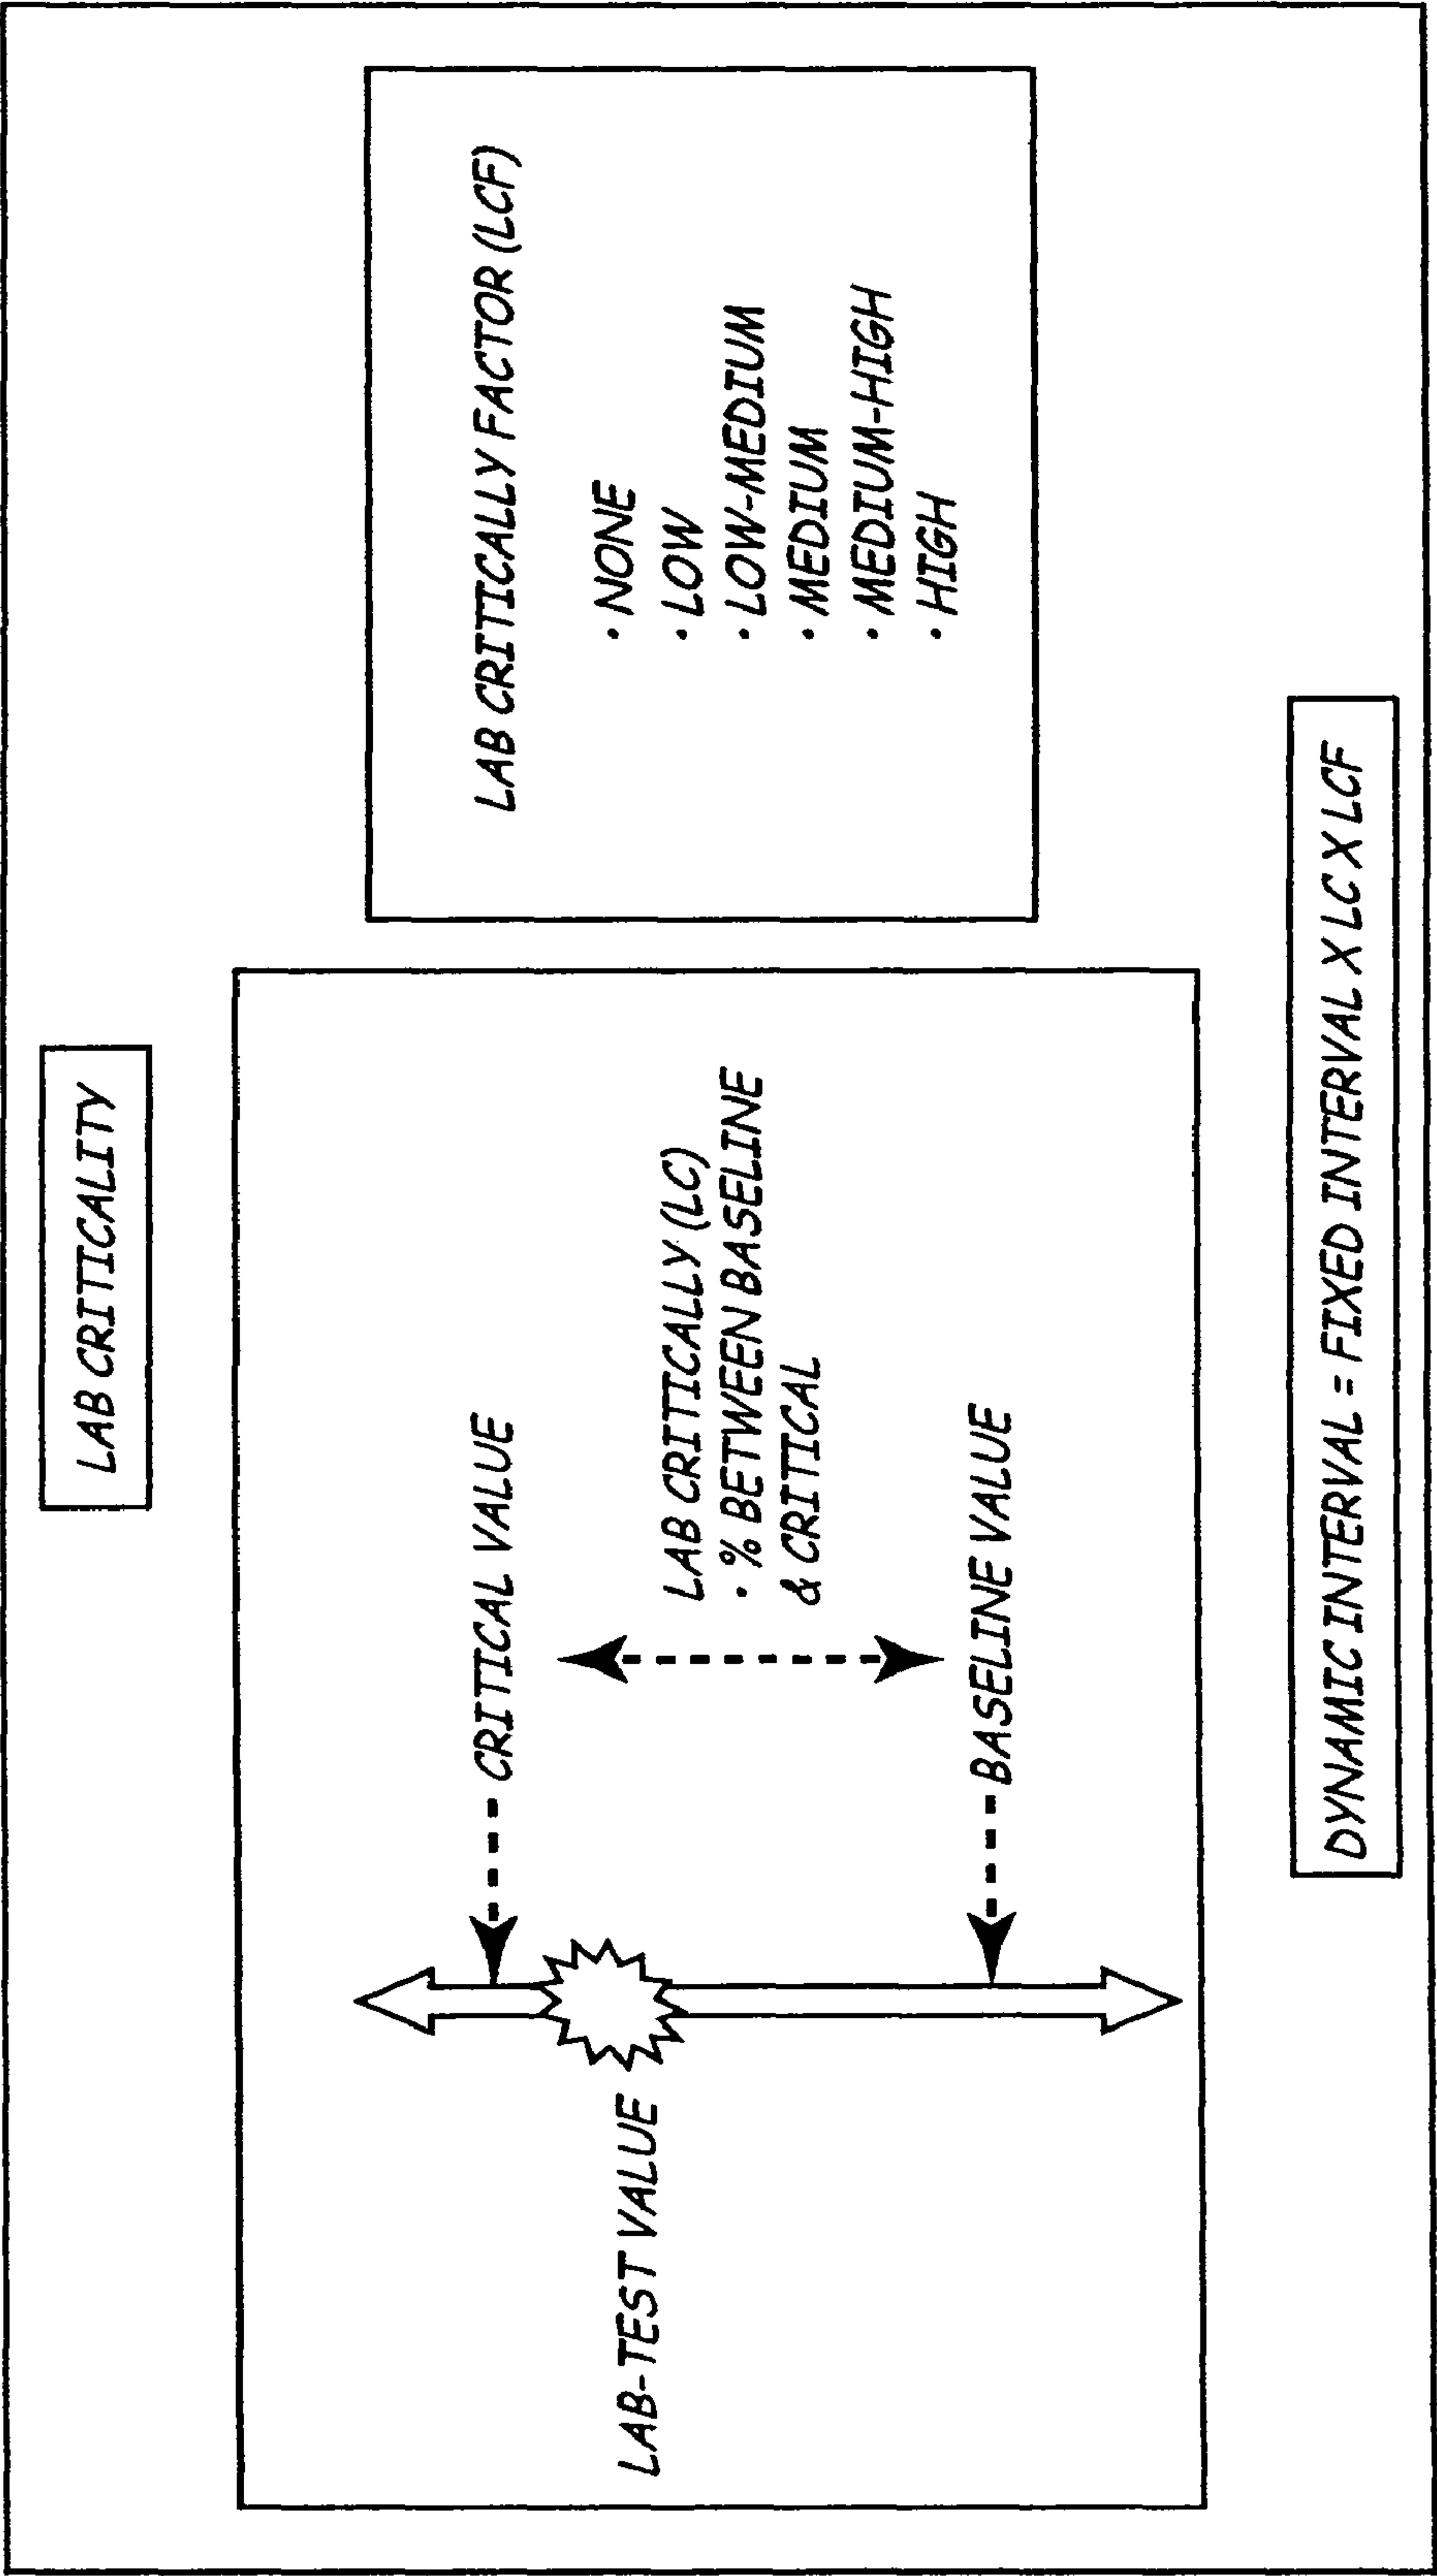 LAB CRITICALITY
LAB-TEST VALUE
CRITICAL VALUE
LAB CRITICALLY (LC)
• % BETWEEN BASELINE
& CRITICAL
BASELINE VALUE
LAB CRITICALLY FACTOR (LCF)
• NONE
• LOW
• LOW-MEDIUM
• MEDIUM
• MEDIUM-HIGH
• HIGH
DYNAMIC INTERVAL = FIXED INTERVAL X LC X LCF